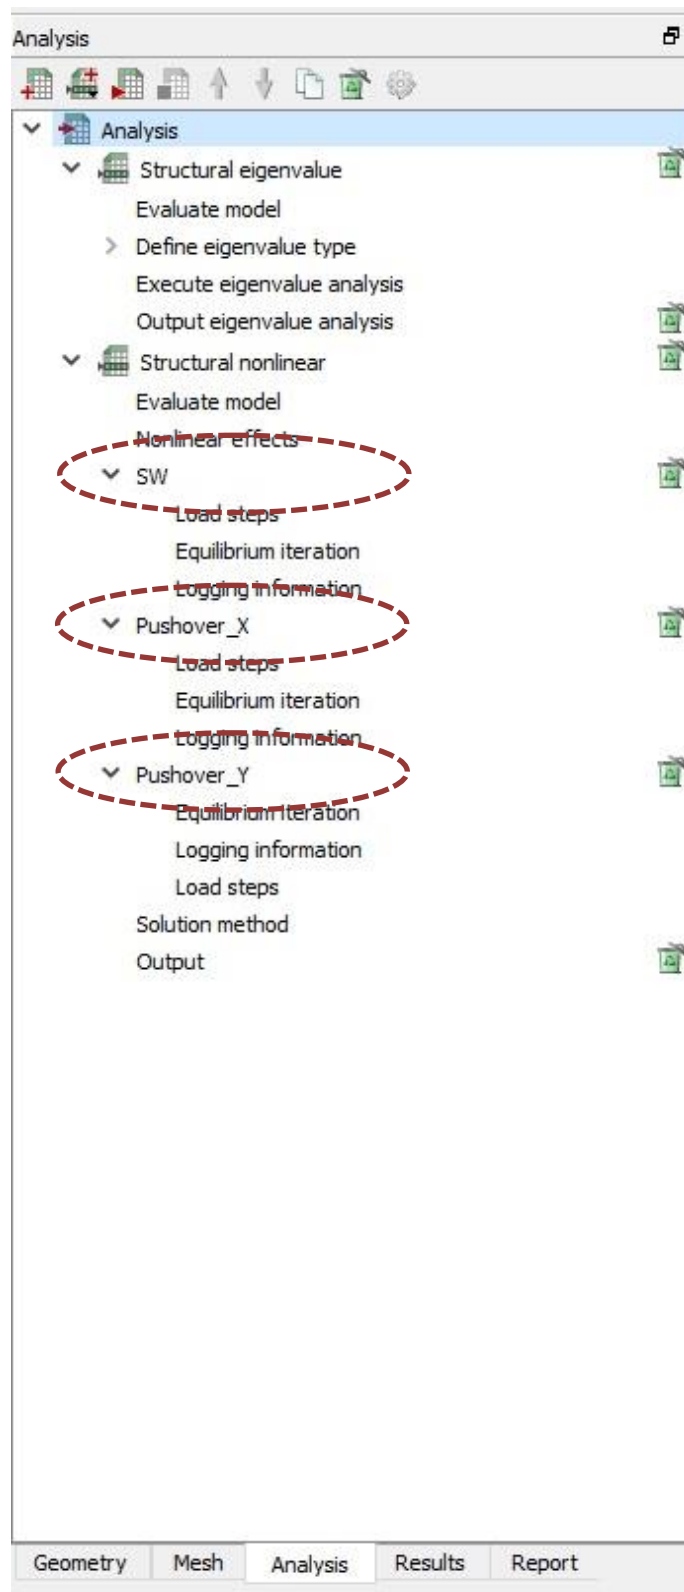 Analysis
Analysis
Structural eigenvalue
Evaluate model
Define eigenvalue type
Execute eigenvalue analysis
Output eigenvalue analysis
Structural nonlinear
Evaluate model
Nonlinear effects
SW
Load steps
Equilibrium iteration
Logging information
Pushover_X
Load steps
Equilibrium iteration
Logging information
Pushover_Y
Equilibrium iteration
Logging information
Load steps
Solution method
Output
Geometry Mesh Analysis Results Report